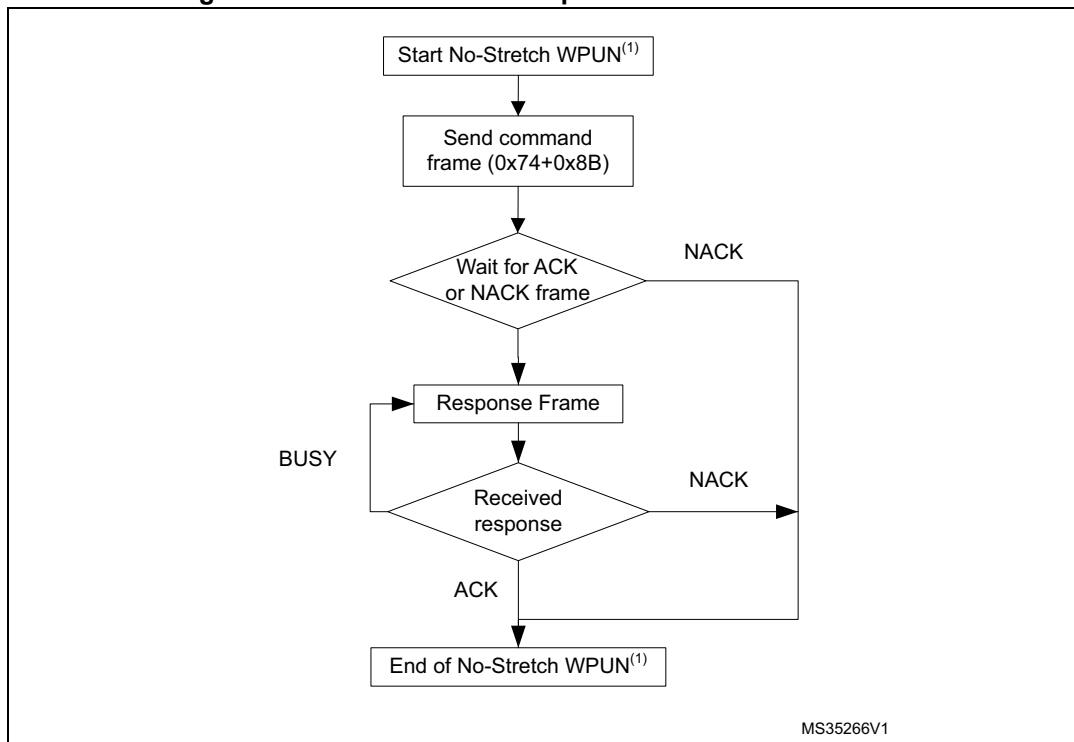 Start No-Stretch WPUN(1)
Send command
frame (0x74+0x8B)
Wait for ACK
or NACK frame
NACK
Response Frame
BUSY
Received
response
NACK
ACK
End of No-Stretch WPUN(1)
MS35266V1